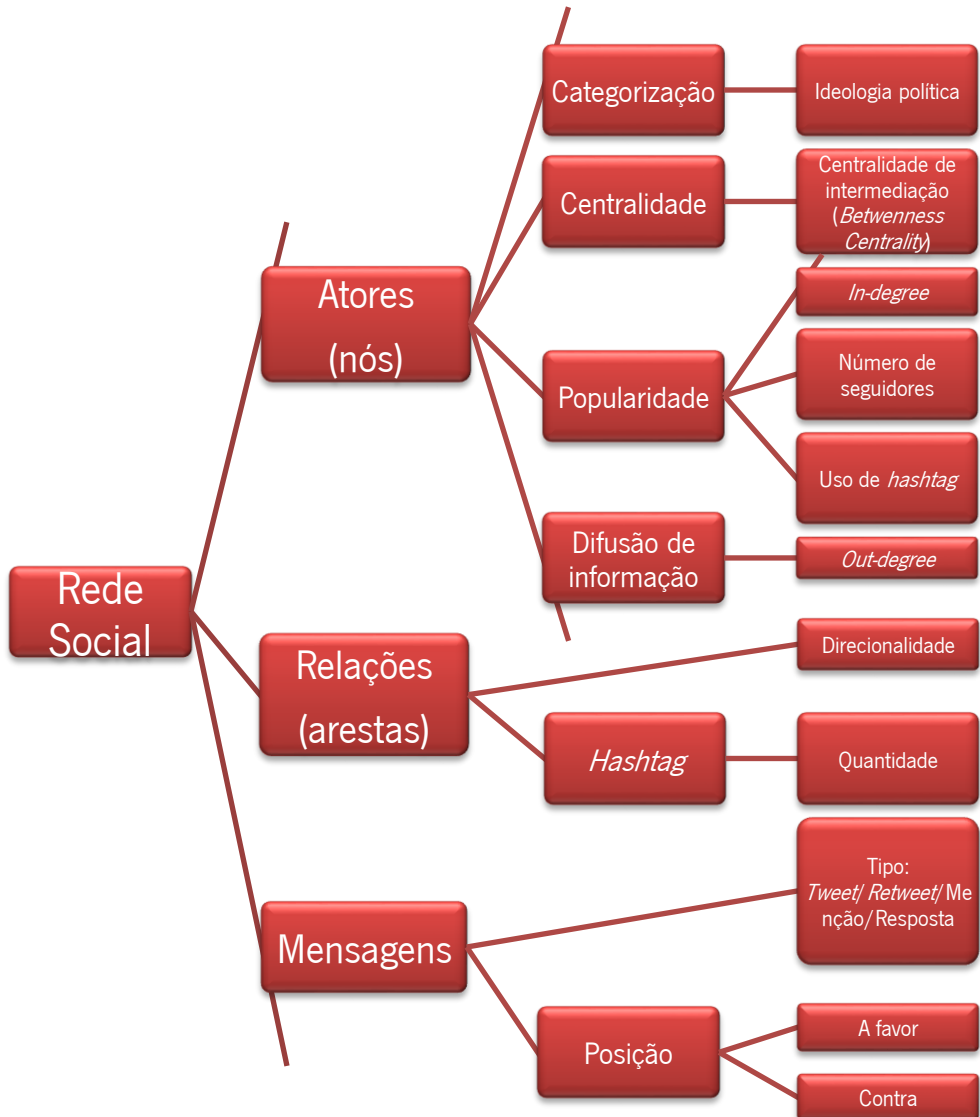 Rede
Social
Atores
(nós)
Categorização
Ideologia política
Centralidade
Centralidade de
intermediação
(Betwenness
Centrality)
Popularidade
In-degree
Número de
seguidores
Uso de hashtag
Difusão de
informação
Out-degree
Relações
(arestas)
Direcionalidade
Hashtag
Quantidade
Mensagens
Tipo:
Tweet/ Retweet/Me
nção/Resposta
Posição
A favor
Contra